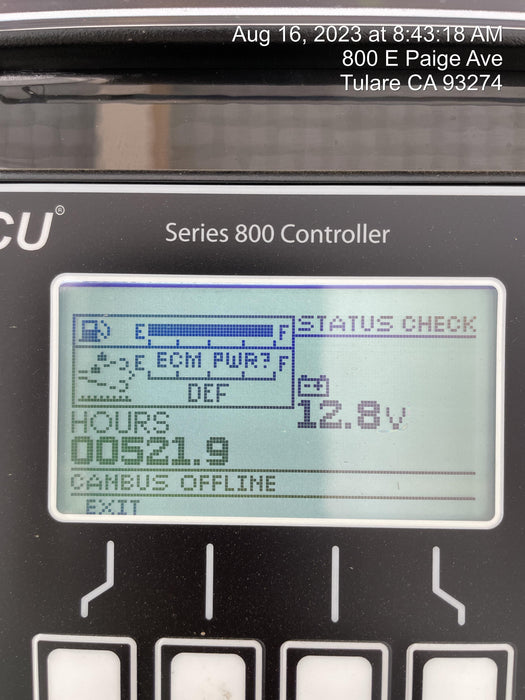 Aug 16, 2023 at 8:43:18 AM
800 E Paige Ave
Tulare CA 93274
CU®
Series 800 Controller
E F STATUS CHECK
E ECM PWR? F
DEF
12.8v
HOURS
00521.9
CANBUS OFFLINE
EXIT